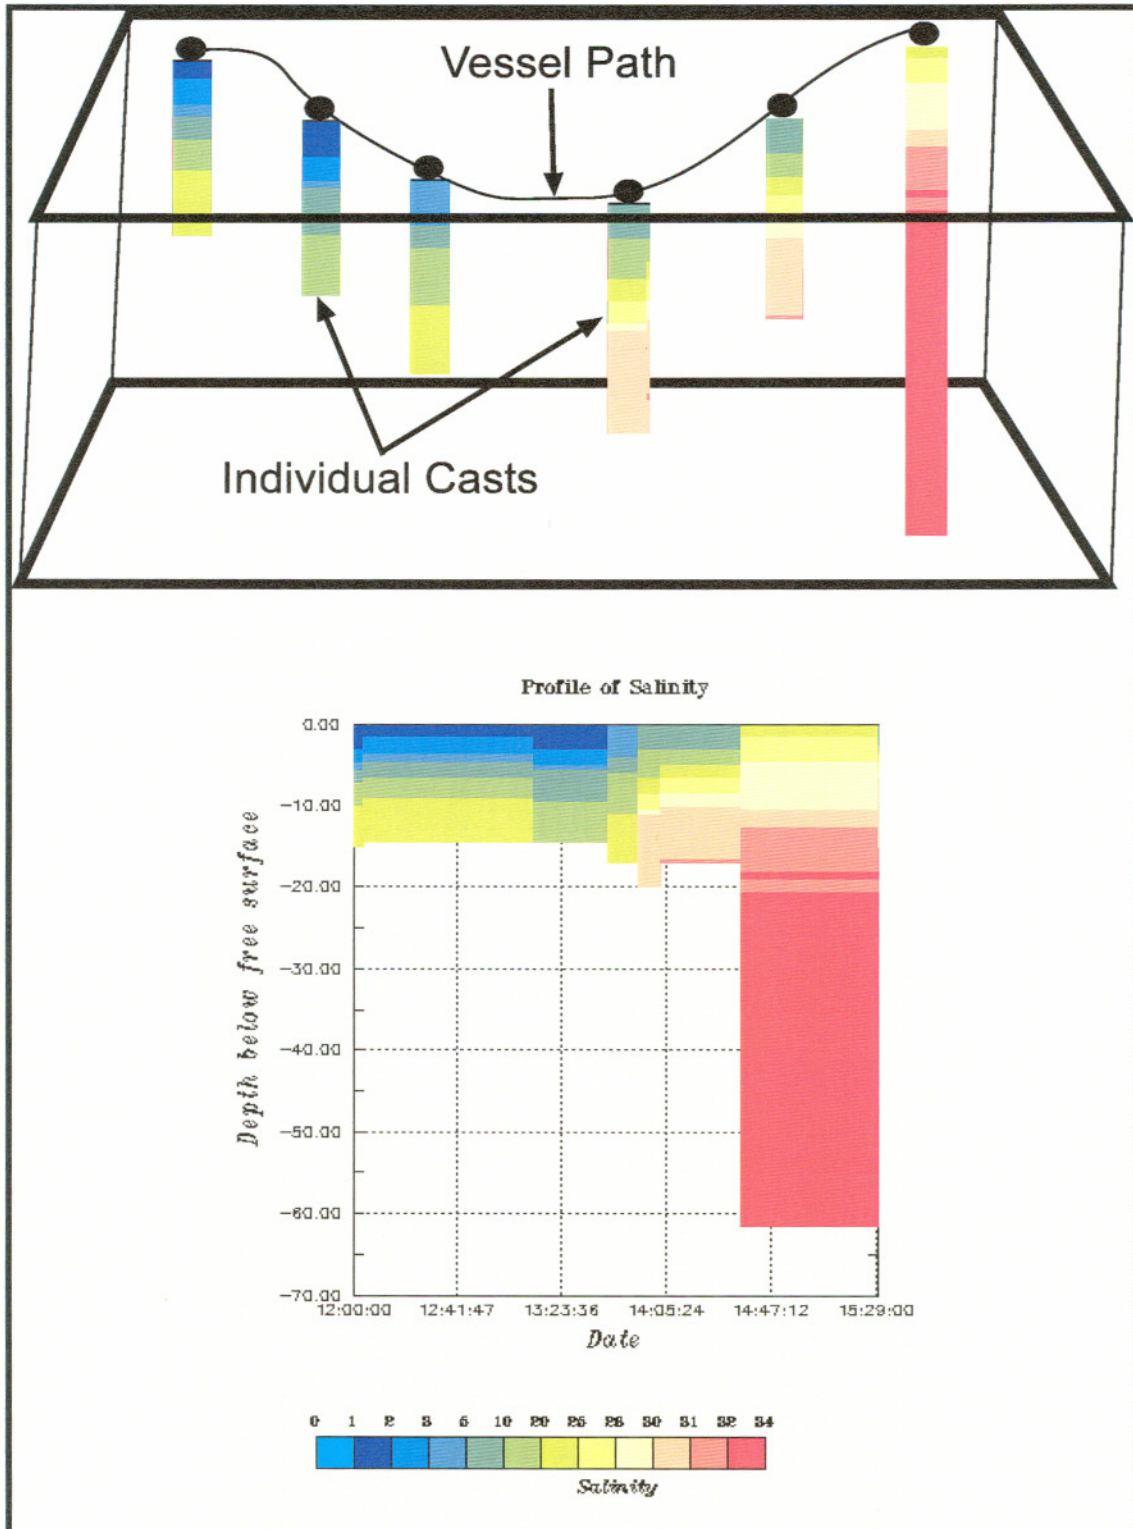 Vessel Path
Individual Casts
Profile of Salinity
0.00
-10.00
-20.00
-30.00
-40.00
-50.00
-60.00
-70.00
Depth below free surface
12:00:00 12:41:47 13:23:36 14:05:24 14:47:12 15:29:00
Date
0 1 2 3 5 10 20 25 28 30 31 32 34
Salinity